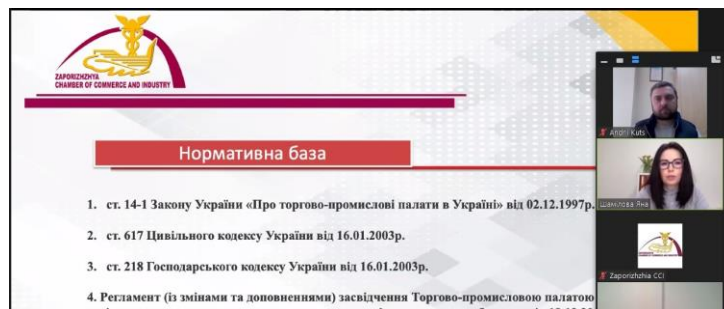 ZAPORIZHZHYA
CHAMBER OF COMMERCE AND INDUSTRY
Нормативна база
1. ст. 14-1 Закону України «Про торгово-промислові палати в Україні» від 02.12.1997р.
2. ст. 617 Цивільного кодексу України від 16.01.2003р.
3. ст. 218 Господарського кодексу України від 16.01.2003р.
4. Регламент (із змінами та доповненнями) засвідчення Торгово-промисловою палатою
Andrii Kuts
Шамілова Яна
Zaporizhzhia CCI